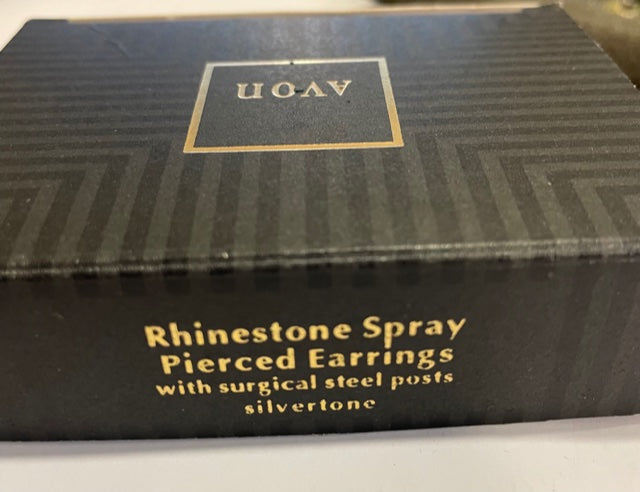 AVON
Rhinestone Spray
Pierced Earrings
with surgical steel posts
silvertone